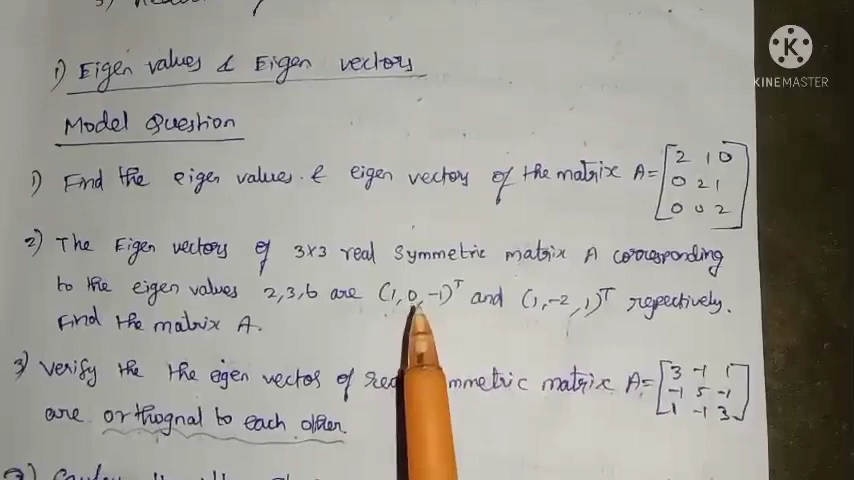 1) Eigen values & Eigen vectors
Model Question
1) Find the eigen values & eigen vectors of the matrix A = [2 1 0
0 2 1
0 0 2]
2) The Eigen vectors of 3x3 real symmetric matrix A corresponding
to the eigen values 2,3,6 are (1, 0, -1)ᵀ and (1, -2, 1)ᵀ repectively.
Find the matrix A.
3) Verify the the eigen vectos of mmetric matrix A = [3 -1 1
-1 5 -1
1 -1 3]
are orthognal to each other.
K
KINEMASTER